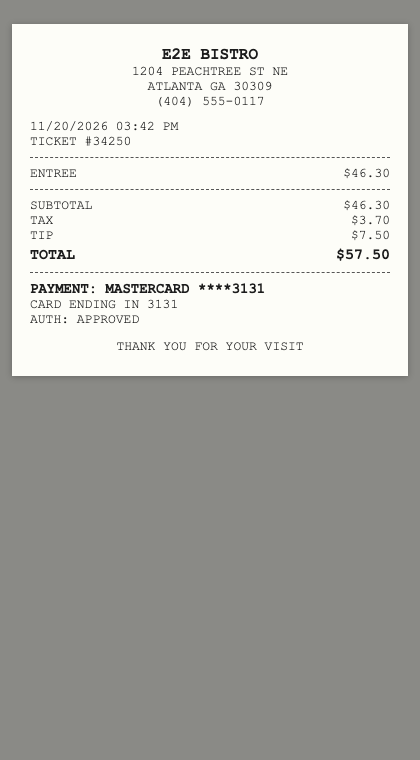 E2E BISTRO
1204 PEACHTREE ST NE
ATLANTA GA 30309
(404) 555-0117
11/20/2026 03:42 PM
TICKET #34250
ENTREE $46.30
SUBTOTAL $46.30
TAX $3.70
TIP $7.50
TOTAL $57.50
PAYMENT: MASTERCARD ****3131
CARD ENDING IN 3131
AUTH: APPROVED
THANK YOU FOR YOUR VISIT